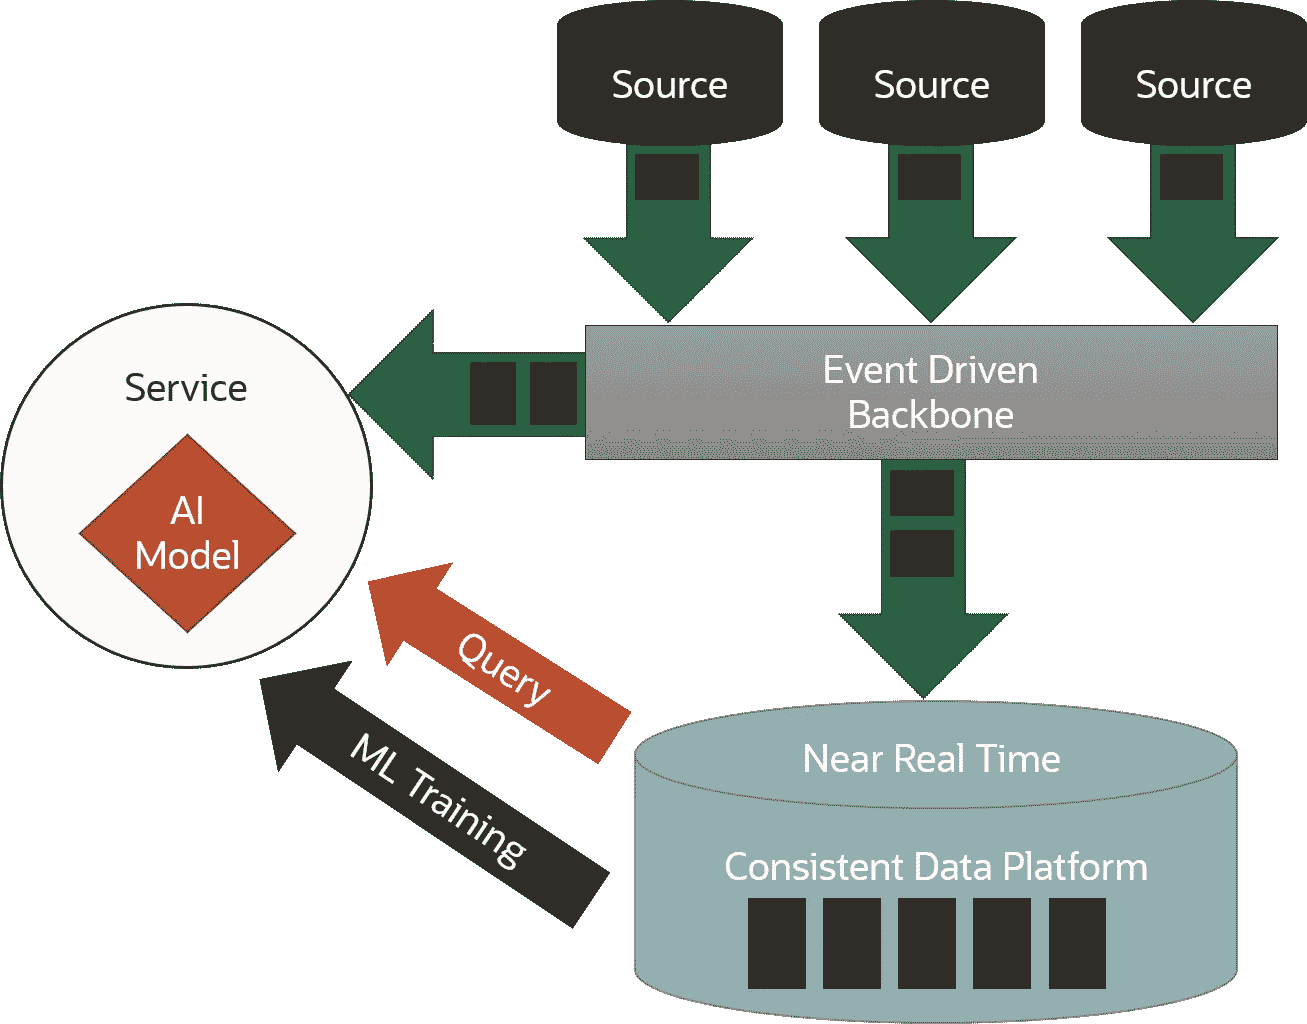 Source
Source
Source
Event Driven
Backbone
Service
AI
Model
Query
ML Training
Near Real Time
Consistent Data Platform